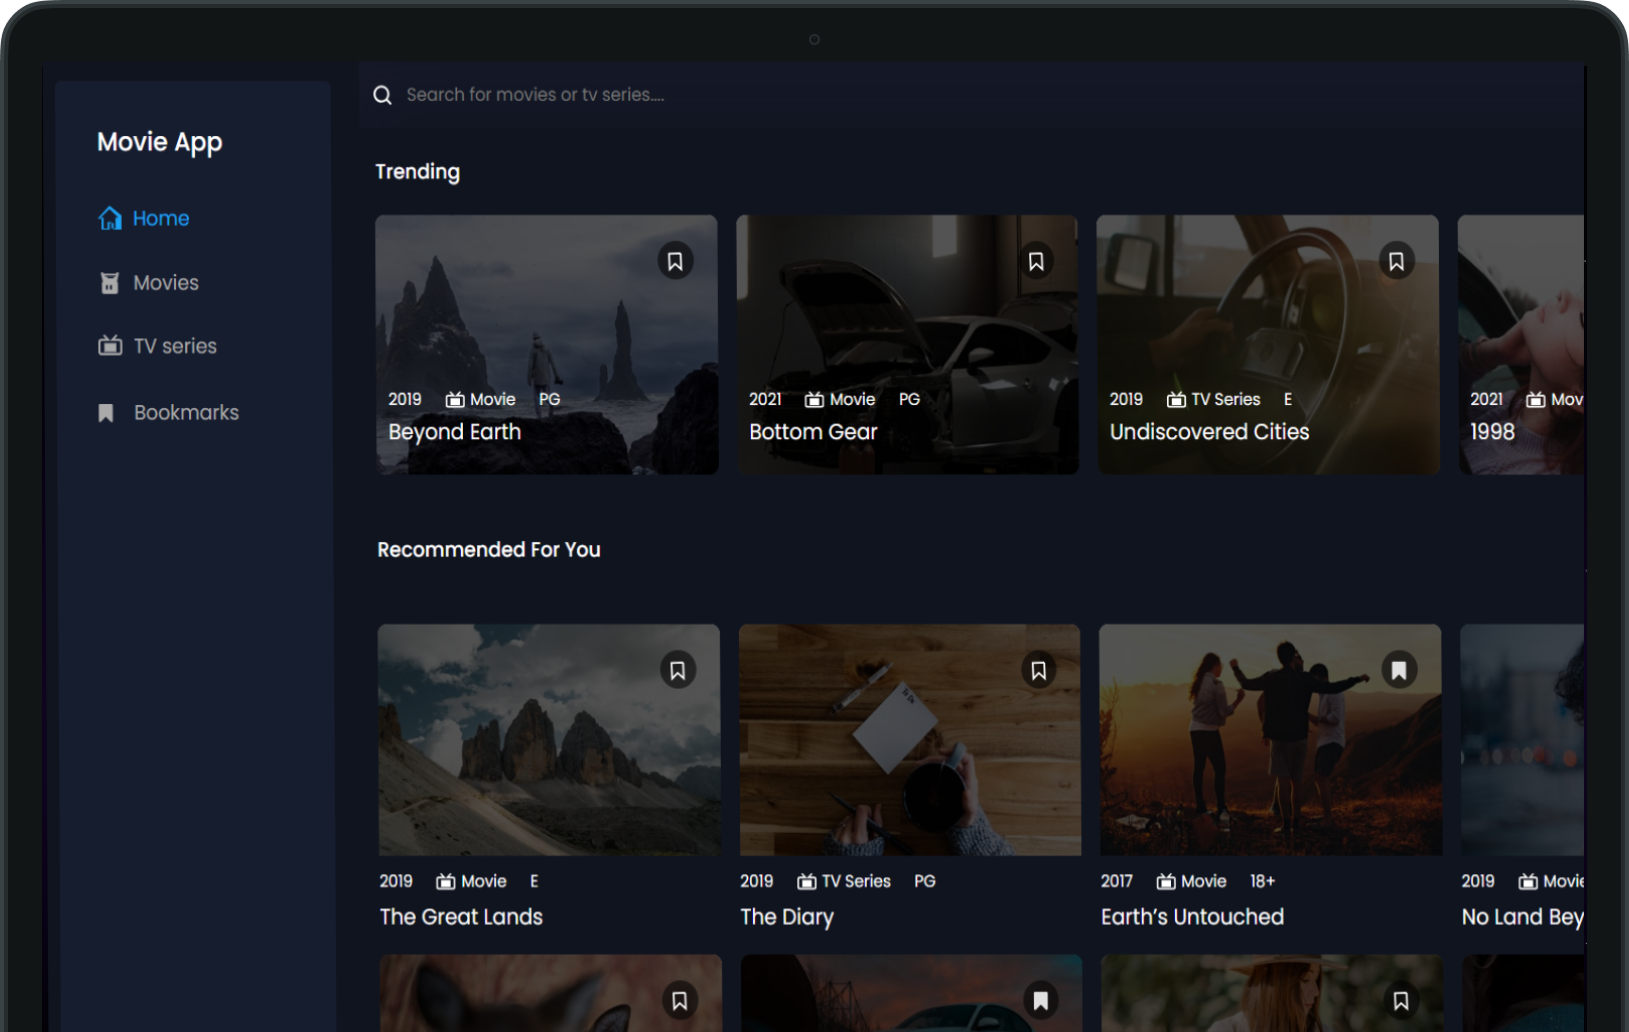 Search for movies or tv series....
Movie App
Home
Movies
TV series
Bookmarks
Trending
2019 Movie PG
Beyond Earth
2021 Movie PG
Bottom Gear
2019 TV Series E
Undiscovered Cities
2021 Mov
1998
Recommended For You
To Do
2019 Movie E
The Great Lands
2019 TV Series PG
The Diary
2017 Movie 18+
Earth’s Untouched
2019 Movie
No Land Bey